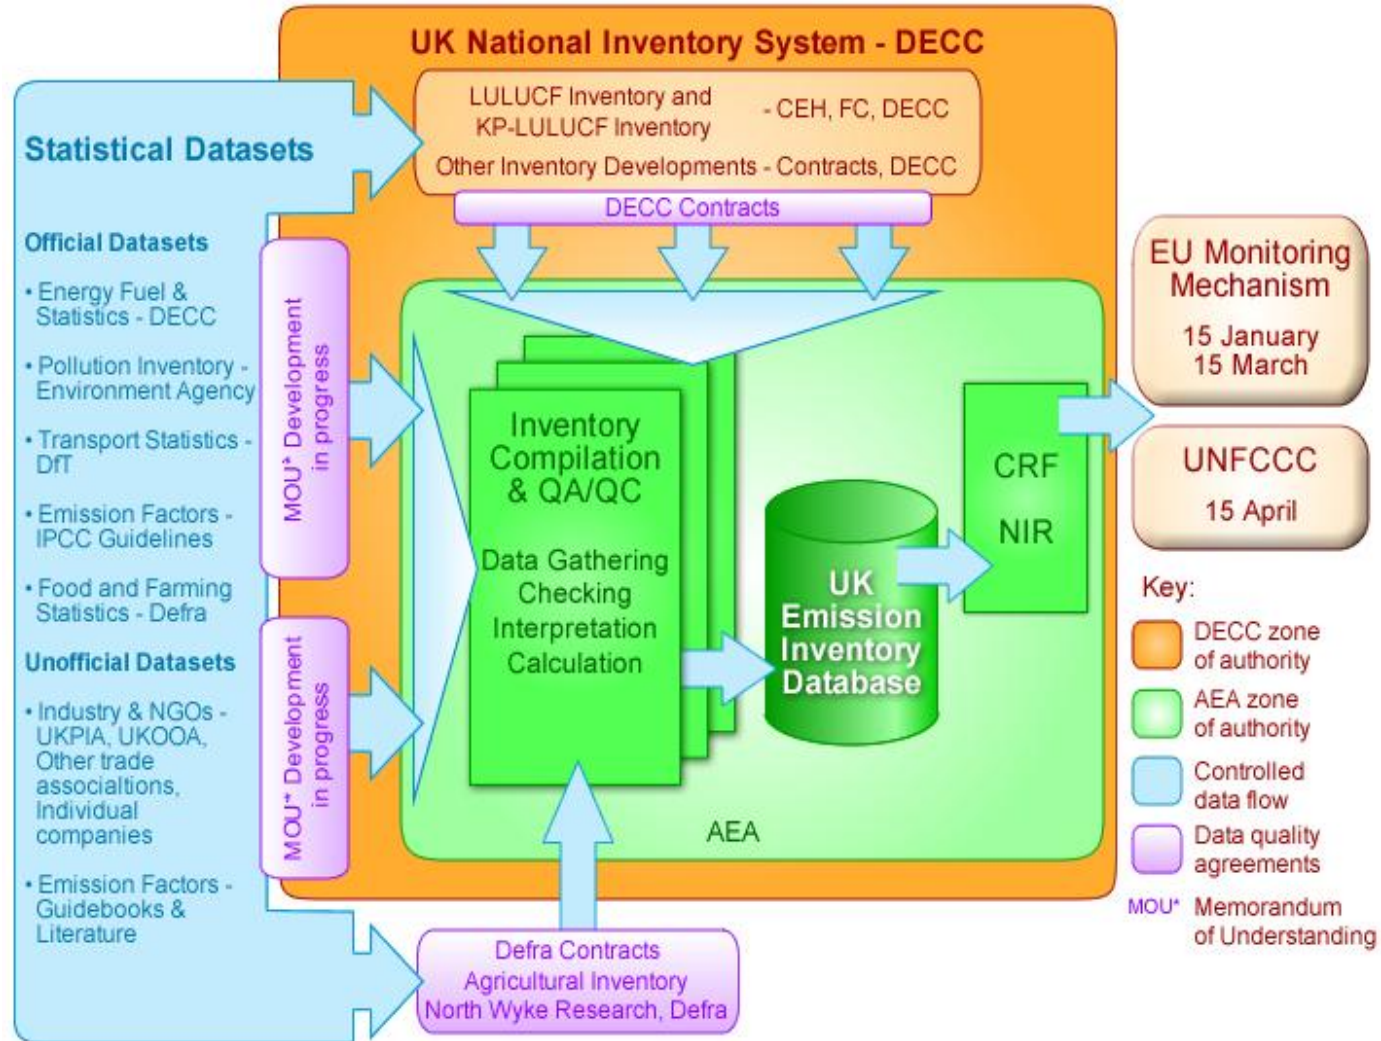 UK National Inventory System - DECC
LULUCF Inventory and
KP-LULUCF Inventory
- CEH, FC, DECC
Other Inventory Developments - Contracts, DECC
DECC Contracts
Statistical Datasets
Official Datasets
• Energy Fuel &
Statistics - DECC
• Pollution Inventory -
Environment Agency
• Transport Statistics -
DfT
• Emission Factors -
IPCC Guidelines
• Food and Farming
Statistics - Defra
Unofficial Datasets
• Industry & NGOs -
UKPIA, UKOOA,
Other trade
associaltions,
Individual
companies
• Emission Factors -
Guidebooks &
Literature
MOU* Development
in progress
MOU* Development
in progress
Inventory
Compilation
& QA/QC
Data Gathering
Checking
Interpretation
Calculation
UK
Emission
Inventory
Database
CRF
NIR
AEA
Defra Contracts
Agricultural Inventory
North Wyke Research, Defra
EU Monitoring
Mechanism
15 January
15 March
UNFCCC
15 April
Key:
DECC zone
of authority
AEA zone
of authority
Controlled
data flow
Data quality
agreements
MOU* Memorandum
of Understanding